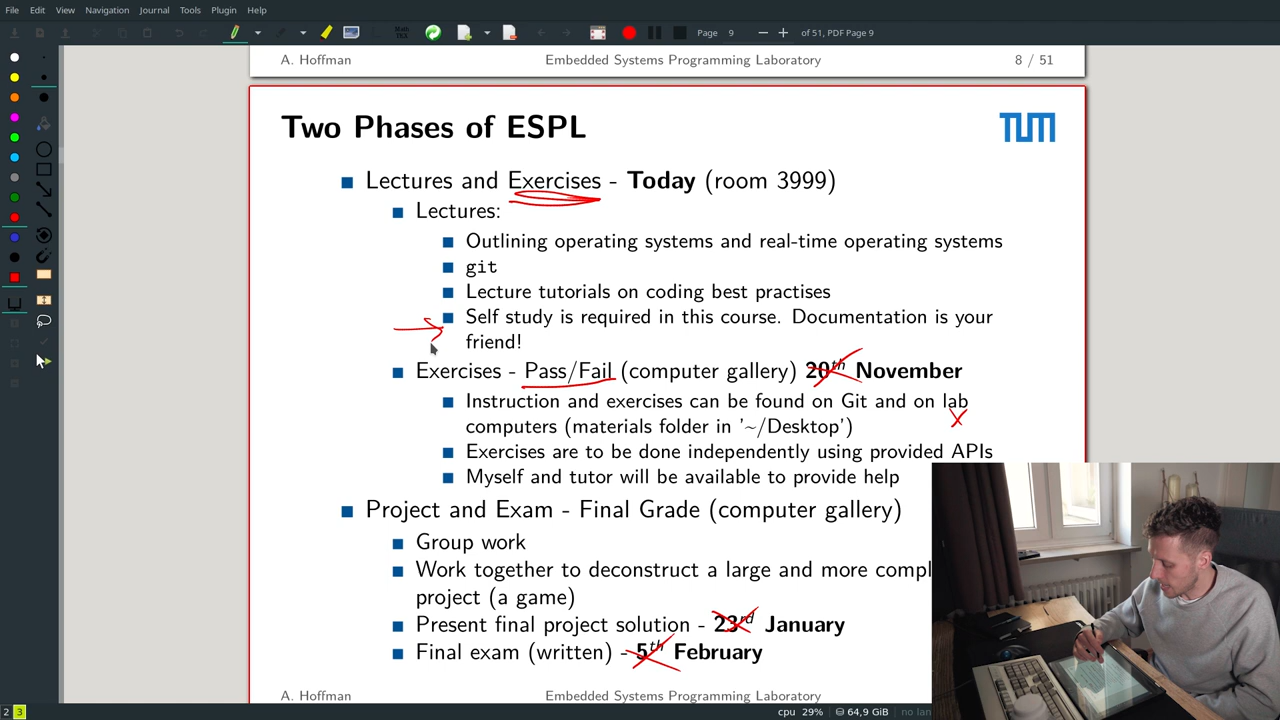 File Edit View Navigation Journal Tools Plugin Help
Math TEX Page 9 of 51, PDF Page 9
A. Hoffman Embedded Systems Programming Laboratory 8 / 51
Two Phases of ESPL TUM
Lectures and Exercises - Today (room 3999)
Lectures:
Outlining operating systems and real-time operating systems
git
Lecture tutorials on coding best practises
Self study is required in this course. Documentation is your
friend!
Exercises - Pass/Fail (computer gallery) 20th November
Instruction and exercises can be found on Git and on lab
computers (materials folder in '~/Desktop')
Exercises are to be done independently using provided APIs
Myself and tutor will be available to provide help
Project and Exam - Final Grade (computer gallery)
Group work
Work together to deconstruct a large and more compl
project (a game)
Present final project solution - 23rd January
Final exam (written) - 5th February
A. Hoffman Embedded Systems Programming Laboratory
2 3 cpu 29% 64,9 GiB no lan